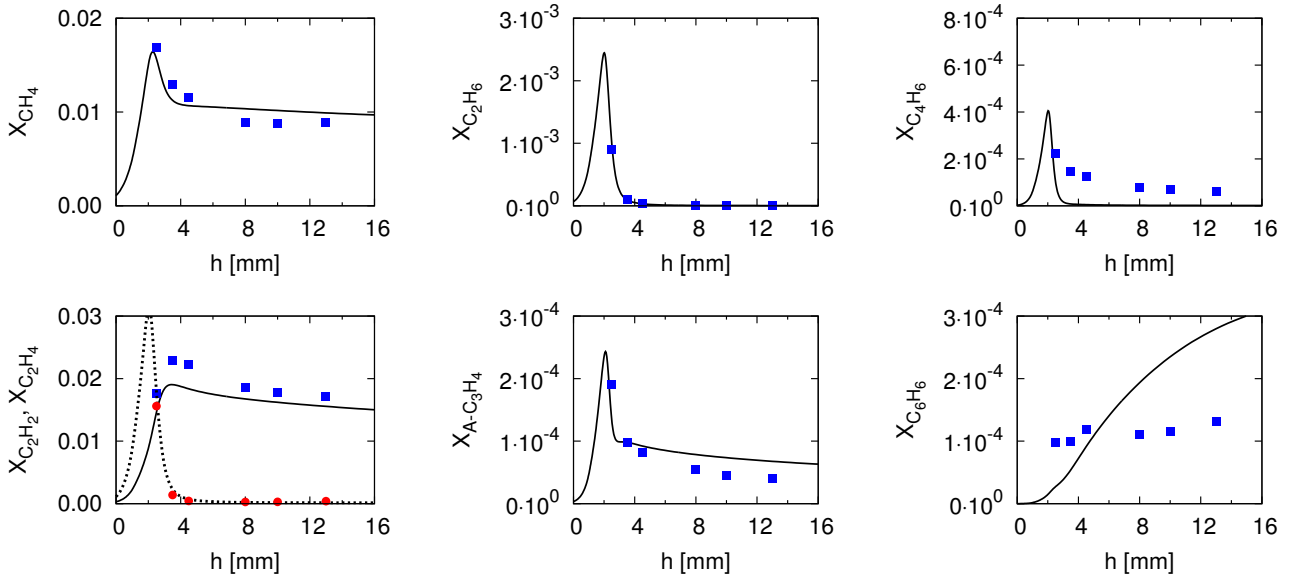 0.02
0.01
0.00
X_CH4
0 4 8 12 16
h [mm]
3·10^-3
2·10^-3
1·10^-3
0·10^0
X_C2H6
0 4 8 12 16
h [mm]
8·10^-4
6·10^-4
4·10^-4
2·10^-4
0·10^0
X_C4H6
0 4 8 12 16
h [mm]
0.03
0.02
0.01
0.00
X_C2H2, X_C2H4
0 4 8 12 16
h [mm]
3·10^-4
2·10^-4
1·10^-4
0·10^0
X_A-C3H4
0 4 8 12 16
h [mm]
3·10^-4
2·10^-4
1·10^-4
0·10^0
X_C6H6
0 4 8 12 16
h [mm]